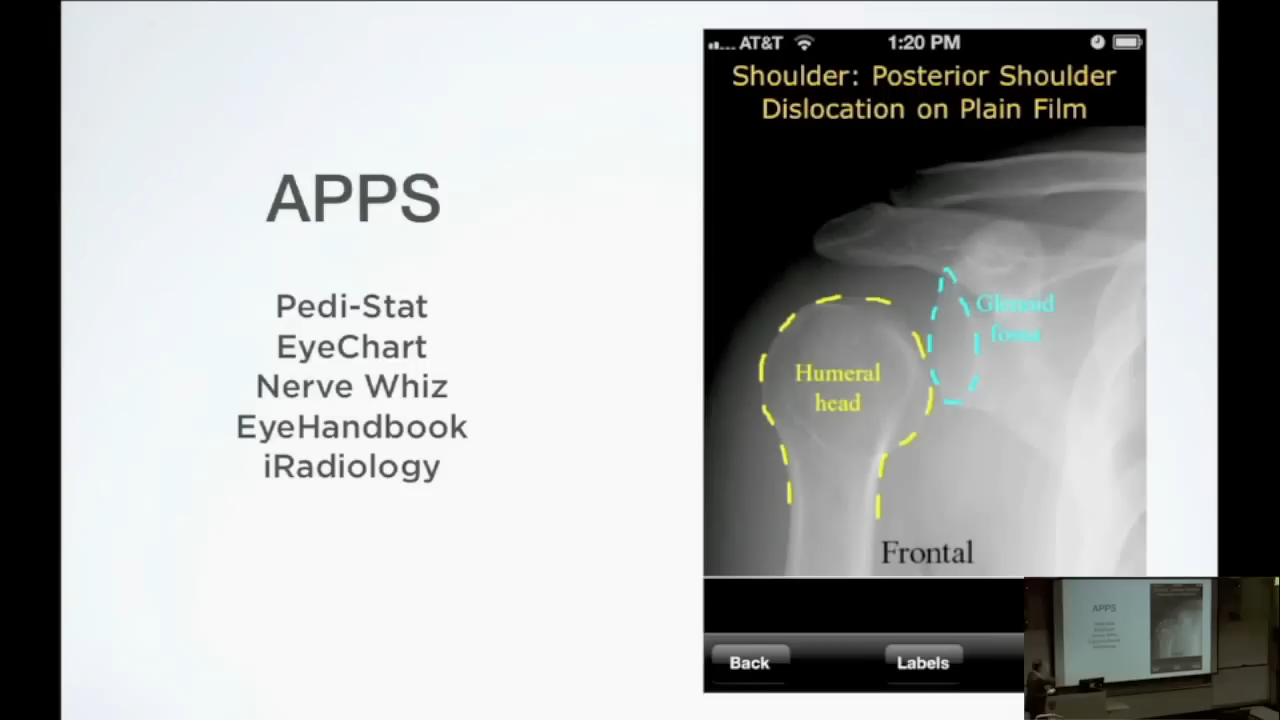 APPS
Pedi-Stat
EyeChart
Nerve Whiz
EyeHandbook
iRadiology
AT&T 1:20 PM
Shoulder: Posterior Shoulder
Dislocation on Plain Film
Glenoid
fossa
Humeral
head
Frontal
Back Labels
APPS